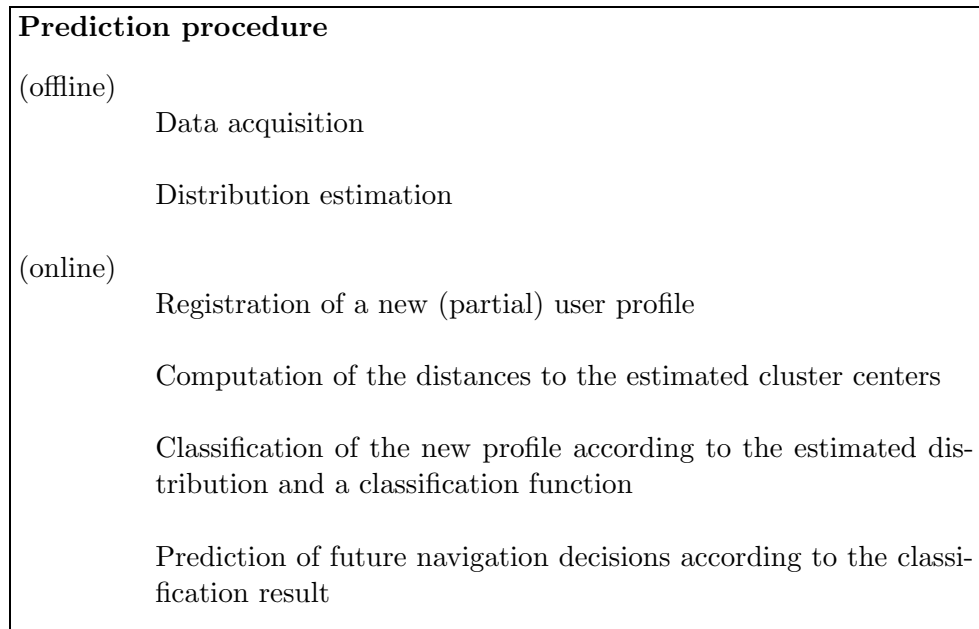 Prediction procedure
(offline)
Data acquisition
Distribution estimation
(online)
Registration of a new (partial) user profile
Computation of the distances to the estimated cluster centers
Classification of the new profile according to the estimated dis-
tribution and a classification function
Prediction of future navigation decisions according to the classi-
fication result